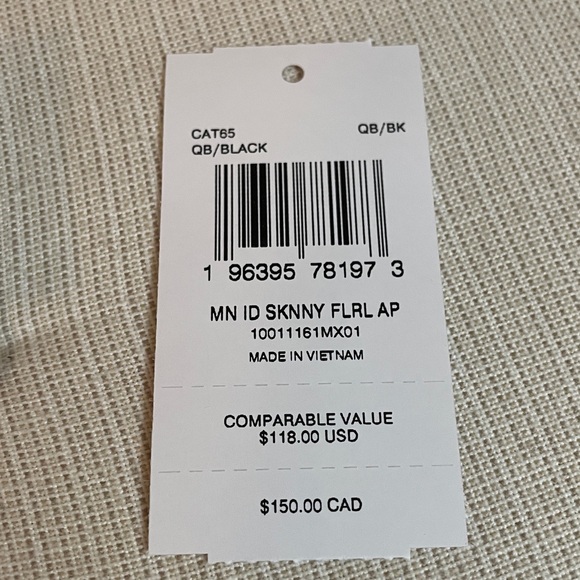 CAT65 QB/BK
QB/BLACK
1 96395 78197 3
MN ID SKNNY FLRL AP
10011161MX01
MADE IN VIETNAM
COMPARABLE VALUE
$118.00 USD
$150.00 CAD